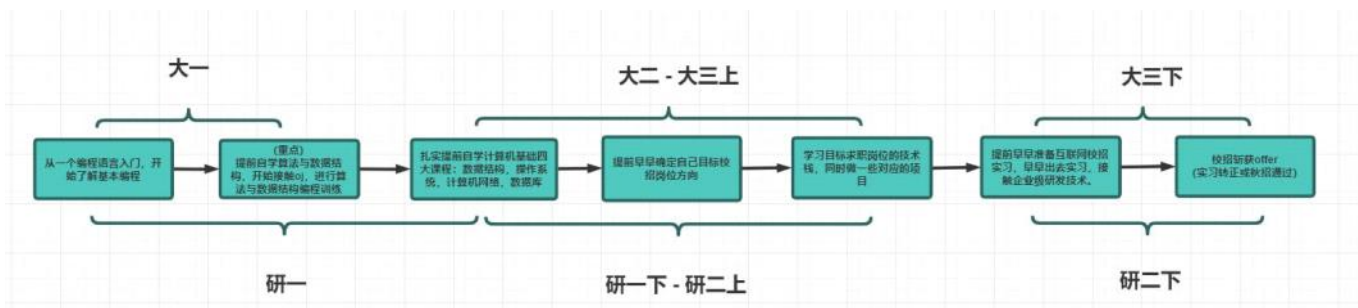 大一
大二 - 大三上
大三下
从一个编程语言入门，开
始了解基本编程
(重点)
提前自学算法与数据结
构，开始接触oj，进行算
法与数据结构编程训练
扎实提前自学计算机基础四
大课程：数据结构，操作系
统，计算机网络，数据库
提前早早确定自己目标校
招岗位方向
学习目标求职岗位的技术
栈，同时做一些对应的项
目
提前早早准备互联网校招
实习，早早出去实习，接
触企业级研发技术。
校招斩获offer
(实习转正或秋招通过)
研一
研一下 - 研二上
研二下